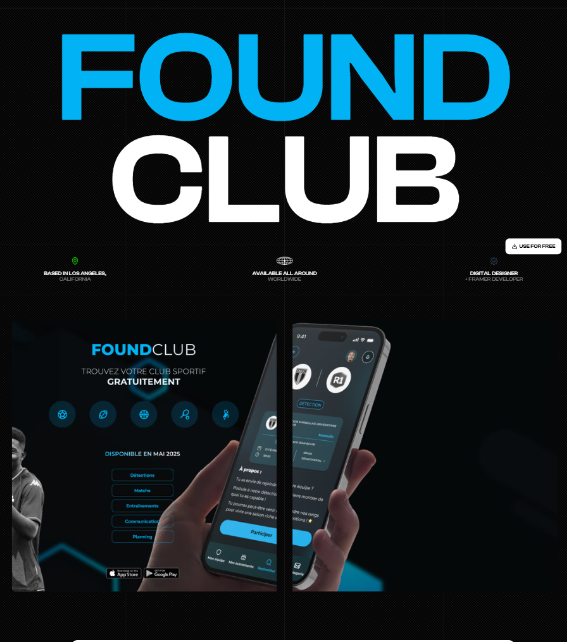 FOUND
CLUB
USE FOR FREE
BASED IN LOS ANGELES,
CALIFORNIA
AVAILABLE ALL AROUND
WORLDWIDE
DIGITAL DESIGNER
+ FRAMER DEVELOPER
FOUNDCLUB
TROUVEZ VOTRE CLUB SPORTIF
GRATUITEMENT
DISPONIBLE EN MAI 2025
Détections
Matchs
Entraînements
Communication
Planning
App Store
Google Play
9:41
R1
DÉTECTION
À propos :
Participer